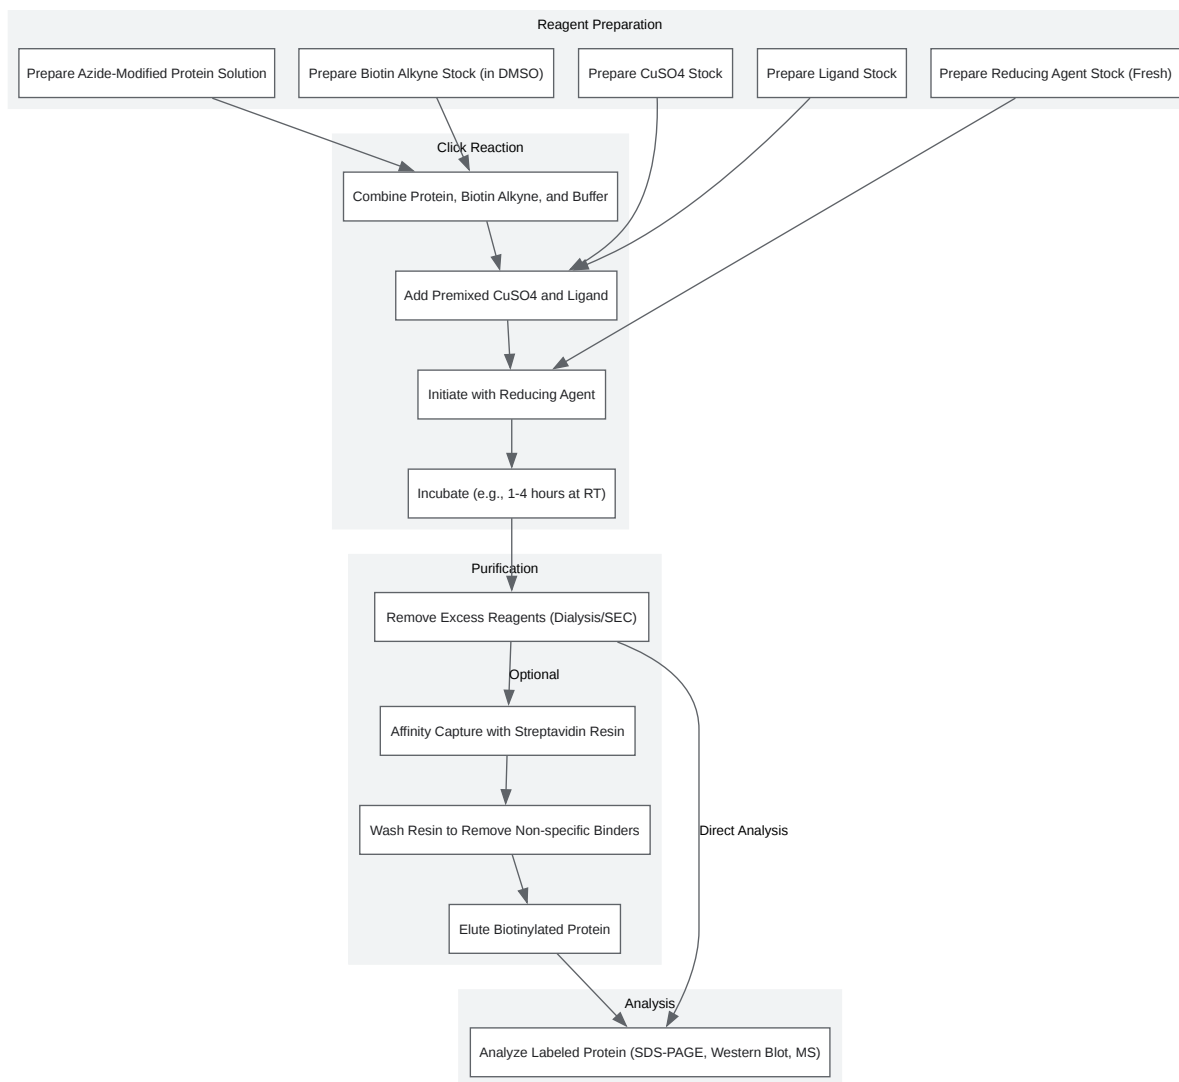 Reagent Preparation
Prepare Azide-Modified Protein Solution
Prepare Biotin Alkyne Stock (in DMSO)
Prepare CuSO4 Stock
Prepare Ligand Stock
Prepare Reducing Agent Stock (Fresh)
Click Reaction
Combine Protein, Biotin Alkyne, and Buffer
Add Premixed CuSO4 and Ligand
Initiate with Reducing Agent
Incubate (e.g., 1-4 hours at RT)
Purification
Remove Excess Reagents (Dialysis/SEC)
Optional
Affinity Capture with Streptavidin Resin
Wash Resin to Remove Non-specific Binders
Direct Analysis
Elute Biotinylated Protein
Analysis
Analyze Labeled Protein (SDS-PAGE, Western Blot, MS)